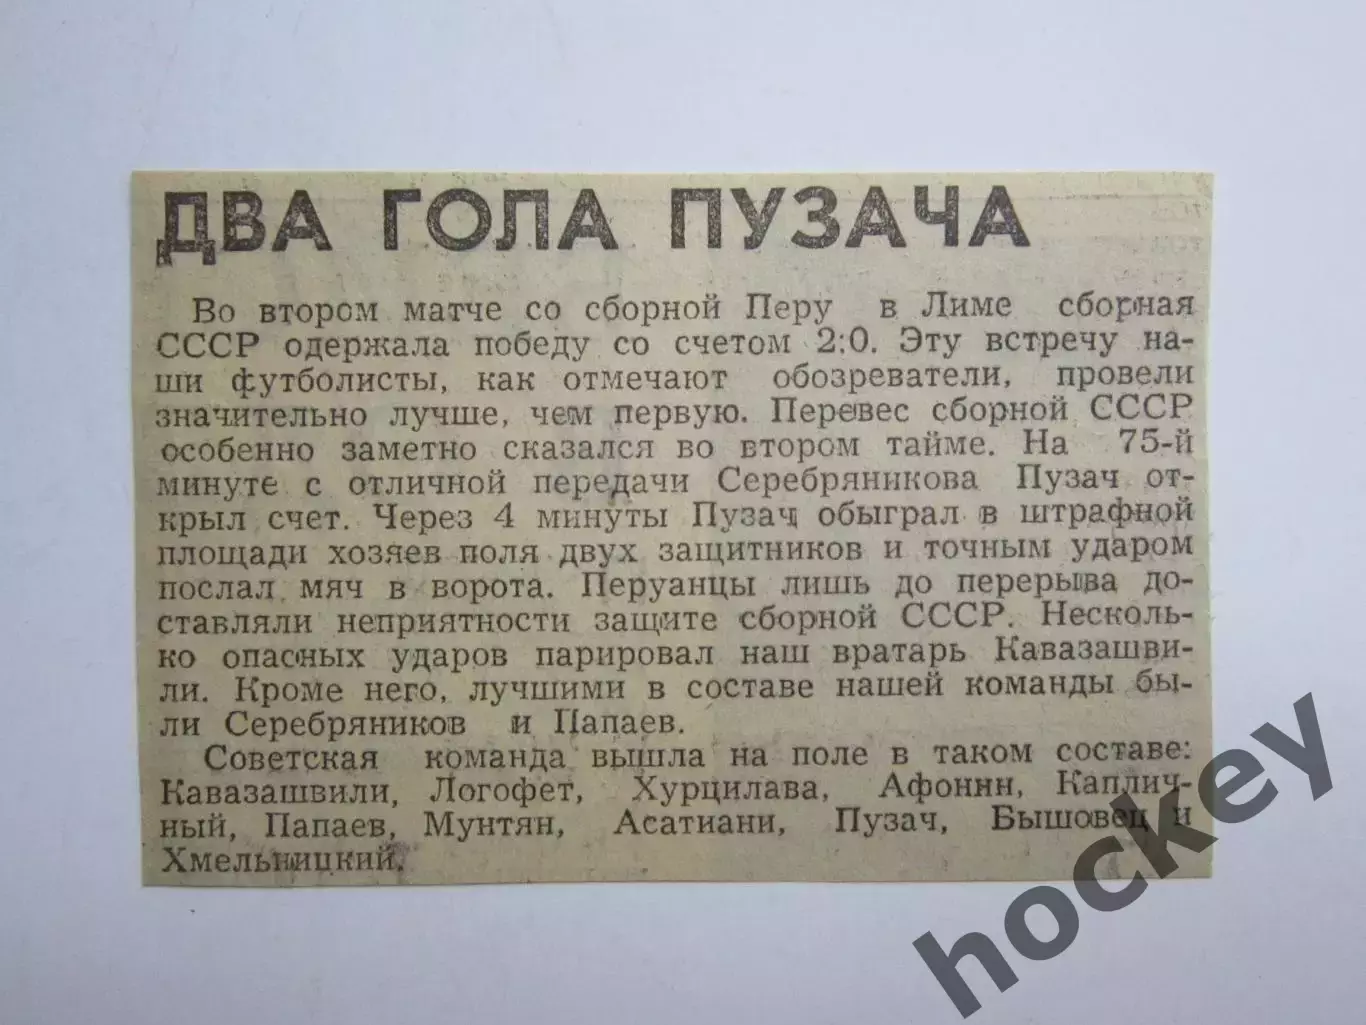 ДВА ГОЛА ПУЗАЧА
Во втором матче со сборной Перу в Лиме сборная
СССР одержала победу со счетом 2:0. Эту встречу на-
ши футболисты, как отмечают обозреватели, провели
значительно лучше, чем первую. Перевес сборной СССР
особенно заметно сказался во втором тайме. На 75-й
минуте с отличной передачи Серебряникова Пузач от-
крыл счет. Через 4 минуты Пузач обыграл в штрафной
площади хозяев поля двух защитников и точным ударом
послал мяч в ворота. Перуанцы лишь до перерыва до-
ставляли неприятности защите сборной СССР. Несколь-
ко опасных ударов парировал наш вратарь Кавазашви-
ли. Кроме него, лучшими в составе нашей команды бы-
ли Серебряников и Папаев.
Советская команда вышла на поле в таком составе:
Кавазашвили, Логофет, Хурцилава, Афонин, Каплич-
ный, Папаев, Мунтян, Асатиани, Пузач, Бышовец и
Хмельницкий.
hockey